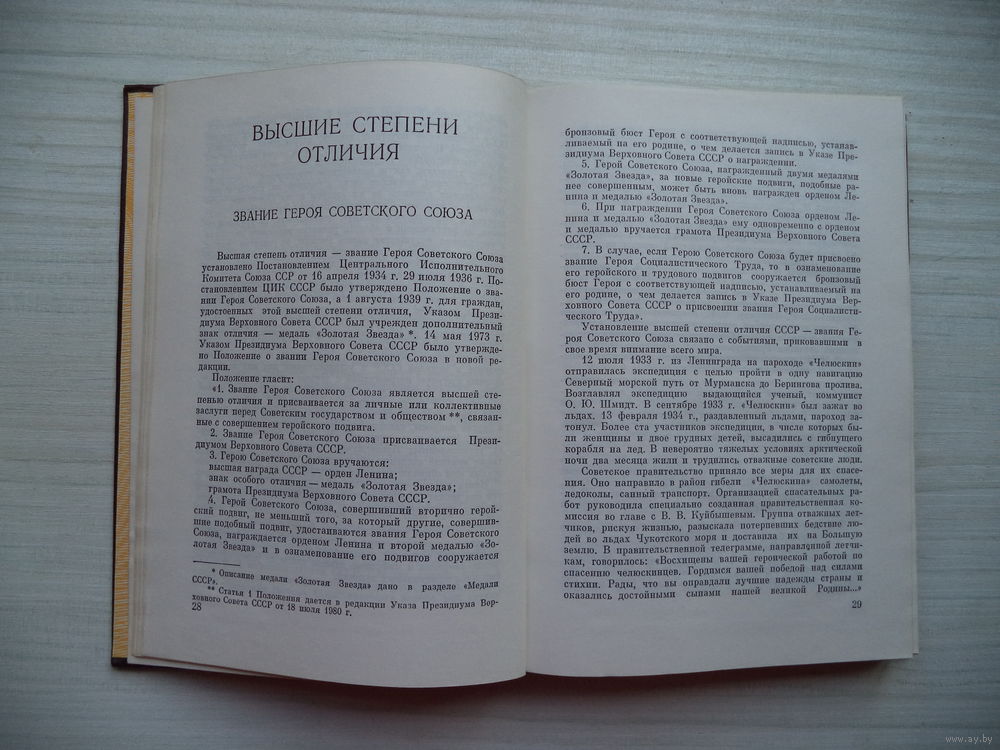 ВЫСШИЕ СТЕПЕНИ
ОТЛИЧИЯ
ЗВАНИЕ ГЕРОЯ СОВЕТСКОГО СОЮЗА
Высшая степень отличия — звание Героя Советского Союза
установлено Постановлением Центрального Исполнительного
Комитета Союза ССР от 16 апреля 1934 г. 29 июля 1936 г. По-
становлением ЦИК СССР было утверждено Положение о зва-
нии Героя Советского Союза, а 1 августа 1939 г. для граждан,
удостоенных этой высшей степени отличия, Указом Прези-
диума Верховного Совета СССР был учрежден дополнительный
знак отличия — медаль «Золотая Звезда» *. 14 мая 1973 г.
Указом Президиума Верховного Совета СССР было утвержде-
но Положение о звании Героя Советского Союза в новой ре-
дакции.
Положение гласит:
«1. Звание Героя Советского Союза является высшей сте-
пенью отличия и присваивается за личные или коллективные
заслуги перед Советским государством и обществом **, связан-
ные с совершением геройского подвига.
2. Звание Героя Советского Союза присваивается Прези-
диумом Верховного Совета СССР.
3. Герою Советского Союза вручаются:
высшая награда СССР — орден Ленина;
знак особого отличия — медаль «Золотая Звезда»;
грамота Президиума Верховного Совета СССР.
4. Герой Советского Союза, совершивший вторично герой-
ский подвиг, не меньший того, за который другие, совершив-
шие подобный подвиг, удостаиваются звания Героя Советского
Союза, награждается орденом Ленина и второй медалью «Зо-
лотая Звезда» и в ознаменование его подвигов сооружается
* Описание медали «Золотая Звезда» дано в разделе «Медали
СССР».
** Статья 1 Положения дается в редакции Указа Президиума Вер-
ховного Совета СССР от 18 июля 1980 г.
28
бронзовый бюст Героя с соответствующей надписью, устанав-
ливаемый на его родине, о чем делается запись в Указе Пре-
зидиума Верховного Совета СССР о награждении.
5. Герой Советского Союза, награжденный двумя медалями
«Золотая Звезда», за новые геройские подвиги, подобные ра-
нее совершенным, может быть вновь награжден орденом Ле-
нина и медалью «Золотая Звезда».
6. При награждении Героя Советского Союза орденом Ле-
нина и медалью «Золотая Звезда» ему одновременно с орденом
и медалью вручается грамота Президиума Верховного Совета
СССР.
7. В случае, если Герою Советского Союза будет присвоено
звание Героя Социалистического Труда, то в ознаменование
его геройского и трудового подвигов сооружается бронзовый
бюст Героя с соответствующей надписью, устанавливаемый на
его родине, о чем делается запись в Указе Президиума Вер-
ховного Совета СССР о присвоении звания Героя Социалисти-
ческого Труда».
Установление высшей степени отличия СССР — звания Ге-
роя Советского Союза связано с событиями, приковавшими в
свое время внимание всего мира.
12 июля 1933 г. из Ленинграда на пароходе «Челюскин»
отправилась экспедиция с целью пройти в одну навигацию
Северный морской путь от Мурманска до Берингова пролива.
Возглавлял экспедицию выдающийся ученый, коммунист
О. Ю. Шмидт. В сентябре 1933 г. «Челюскин» был зажат во
льдах. 13 февраля 1934 г., раздавленный льдами, пароход за-
тонул. Более ста участников экспедиции, в числе которых бы-
ли женщины и двое грудных детей, высадились с гибнущего
корабля на лед. В невероятно тяжелых условиях арктической
ночи два месяца жили и трудились отважные советские люди.
Советское правительство приняло все меры для их спасе-
ния. Оно направило в район гибели «Челюскина» самолеты,
ледоколы, санный транспорт. Организацией спасательных ра-
бот руководила специально созданная правительственная ко-
миссия во главе с В. В. Куйбышевым. Группа отважных лет-
чиков, рискуя жизнью, разыскала потерпевших бедствие лю-
дей во льдах Чукотского моря и доставила их на Большую
землю. В правительственной телеграмме, направленной летчи-
кам, говорилось: «Восхищены вашей героической работой по
спасению челюскинцев. Гордимся вашей победой над силами
стихии. Рады, что вы оправдали лучшие надежды страны и
оказались достойными сынами нашей великой Родины...»
29
www.ay.by